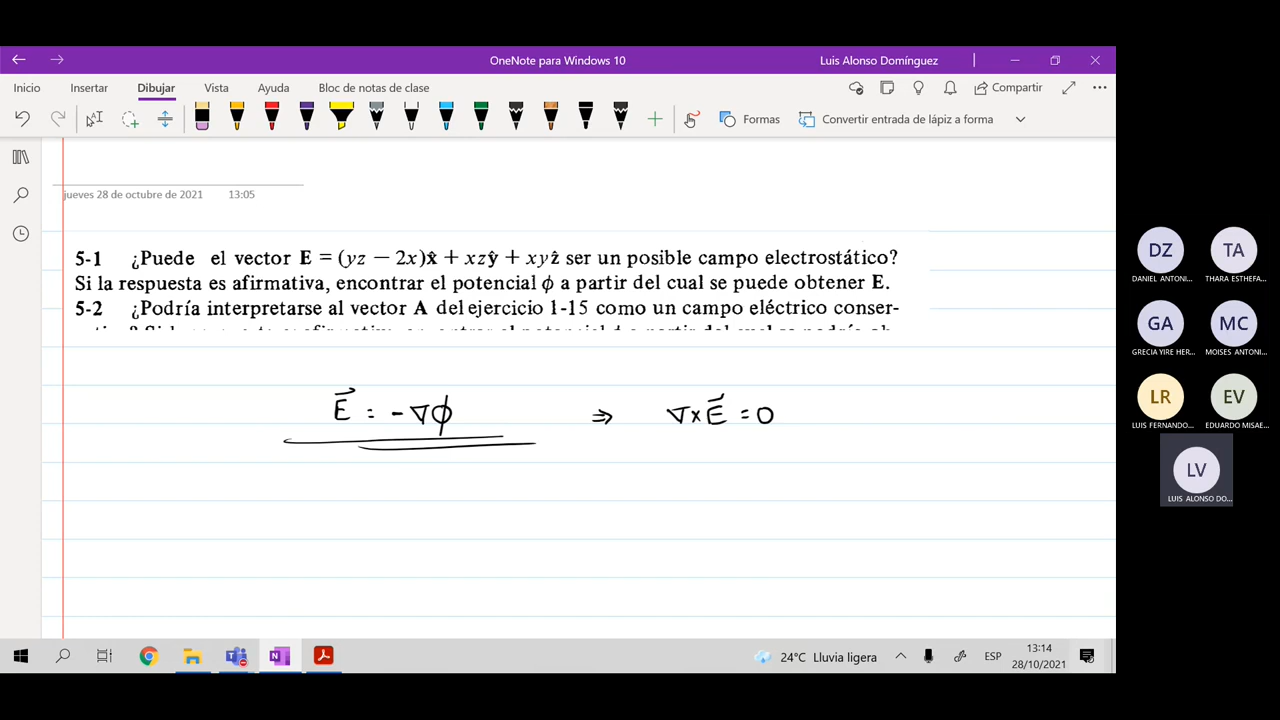 OneNote para Windows 10
Luis Alonso Domínguez
Inicio Insertar Dibujar Vista Ayuda Bloc de notas de clase Compartir
Formas Convertir entrada de lápiz a forma
jueves 28 de octubre de 2021 13:05
5-1 ¿Puede el vector E = (yz − 2x)x̂ + xzŷ + xyẑ ser un posible campo electrostático?
Si la respuesta es afirmativa, encontrar el potencial ϕ a partir del cual se puede obtener E.
5-2 ¿Podría interpretarse al vector A del ejercicio 1-15 como un campo eléctrico conser-
E⃗ = -∇ϕ ⇒ ∇×E⃗ = 0
DZ TA
DANIEL ANTONI... THARA ESTHEFA...
GA MC
GRECIA YIRE HER... MOISES ANTONI...
LR EV
LUIS FERNANDO... EDUARDO MISAE...
LV
LUIS ALONSO DO...
24°C Lluvia ligera ESP 13:14
28/10/2021